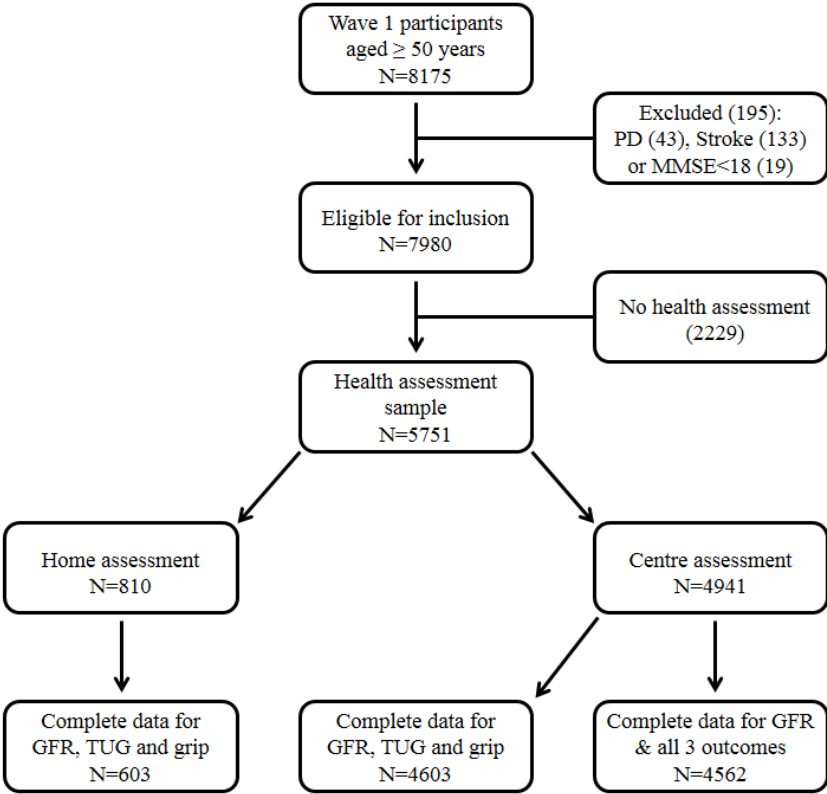 Wave 1 participants
aged ≥ 50 years
N=8175
Excluded (195):
PD (43), Stroke (133)
or MMSE<18 (19)
Eligible for inclusion
N=7980
No health assessment
(2229)
Health assessment
sample
N=5751
Home assessment
N=810
Centre assessment
N=4941
Complete data for
GFR, TUG and grip
N=603
Complete data for
GFR, TUG and grip
N=4603
Complete data for GFR
& all 3 outcomes
N=4562